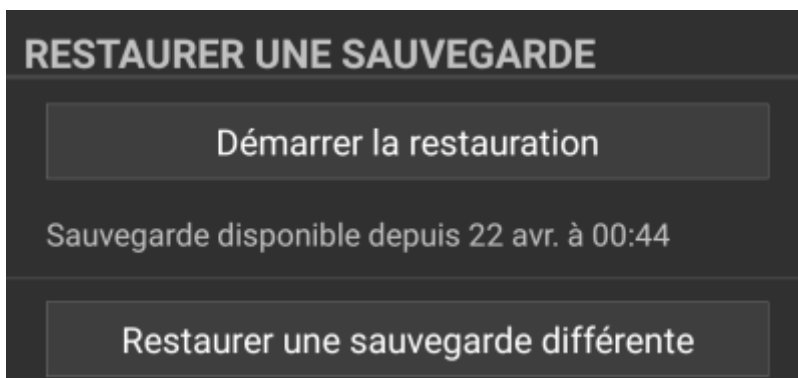 RESTAURER UNE SAUVEGARDE
Démarrer la restauration
Sauvegarde disponible depuis 22 avr. à 00:44
Restaurer une sauvegarde différente